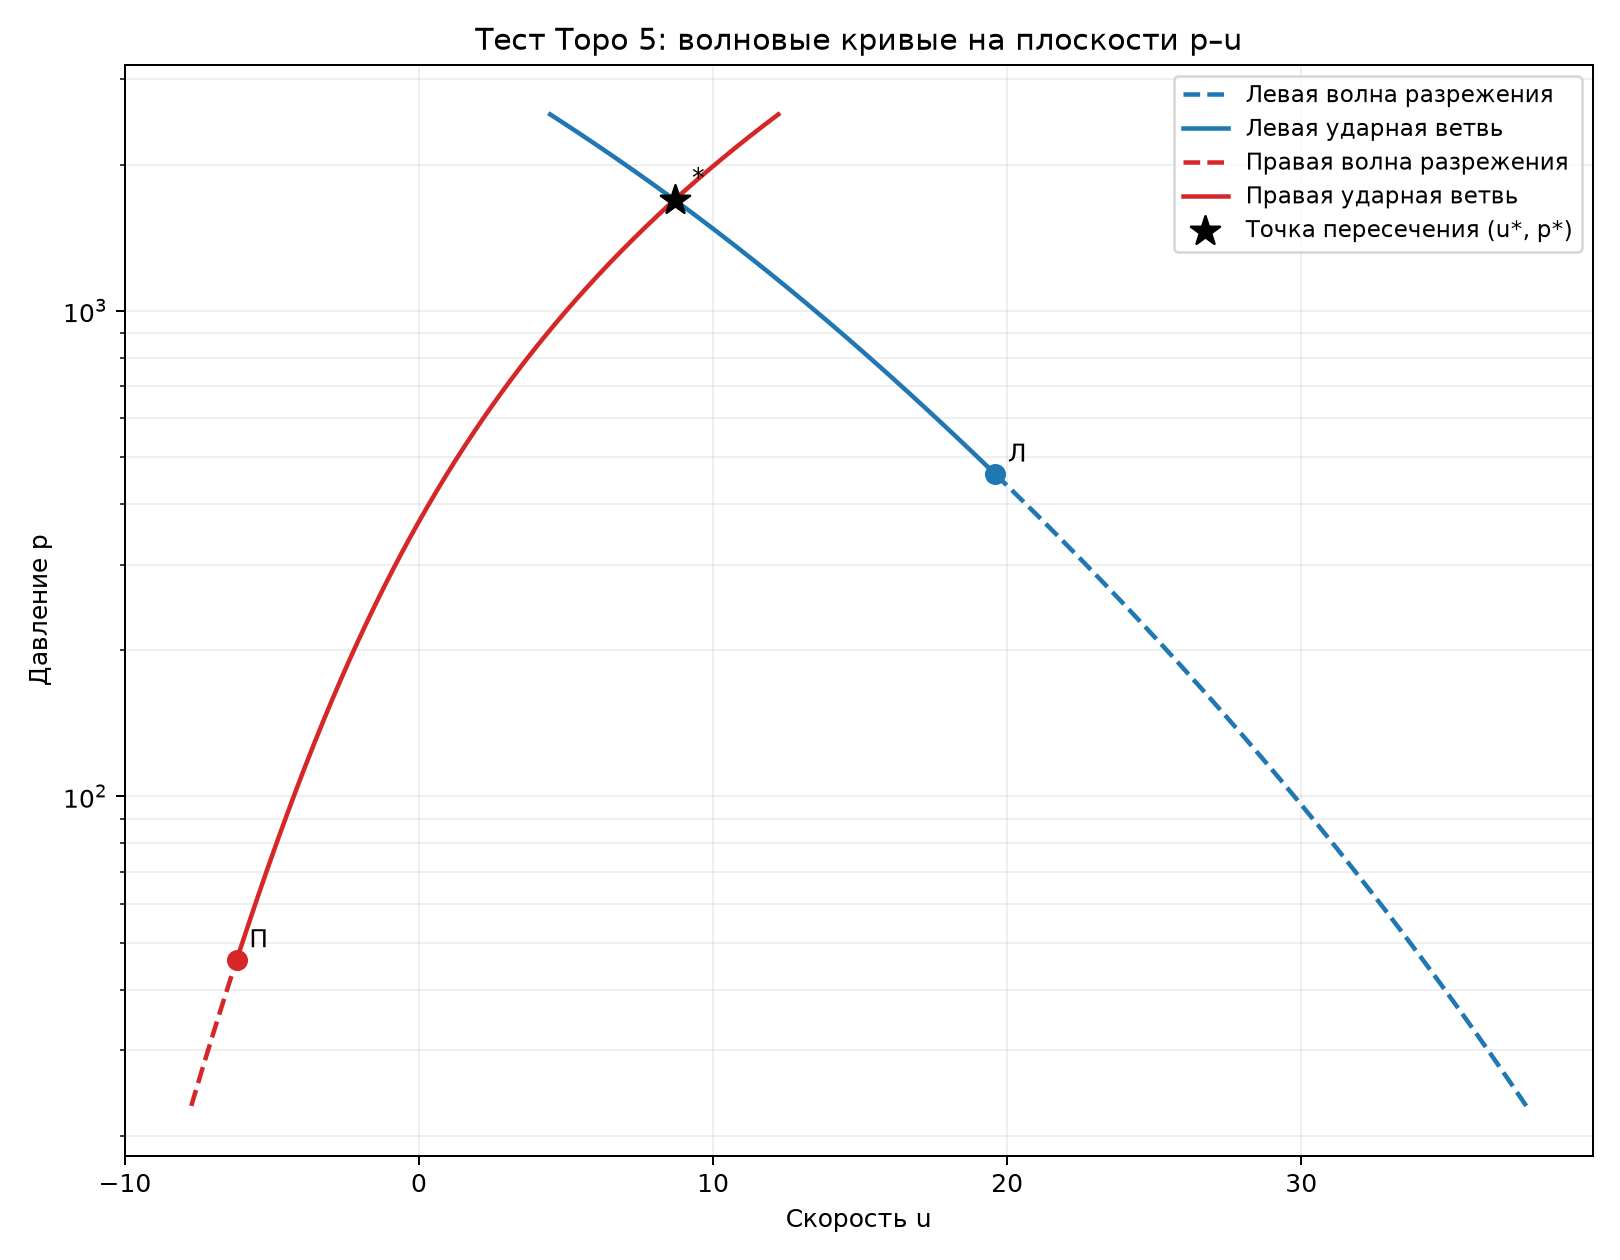 Тест Торо 5: волновые кривые на плоскости p–u
Левая волна разрежения
Левая ударная ветвь
Правая волна разрежения
Правая ударная ветвь
Точка пересечения (u*, p*)
*
Л
П
10³
10²
Давление p
−10 0 10 20 30
Скорость u